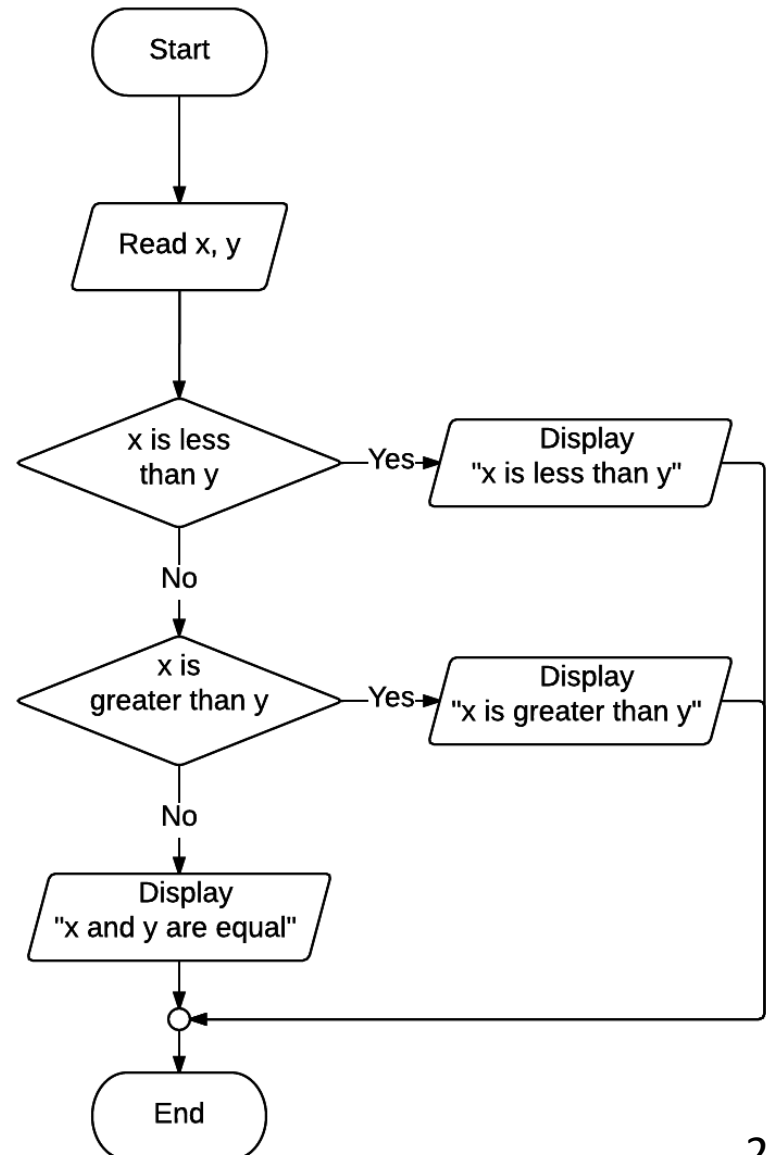 Start
Read x, y
x is less
than y
Yes
Display
"x is less than y"
No
x is
greater than y
Yes
Display
"x is greater than y"
No
Display
"x and y are equal"
End
2